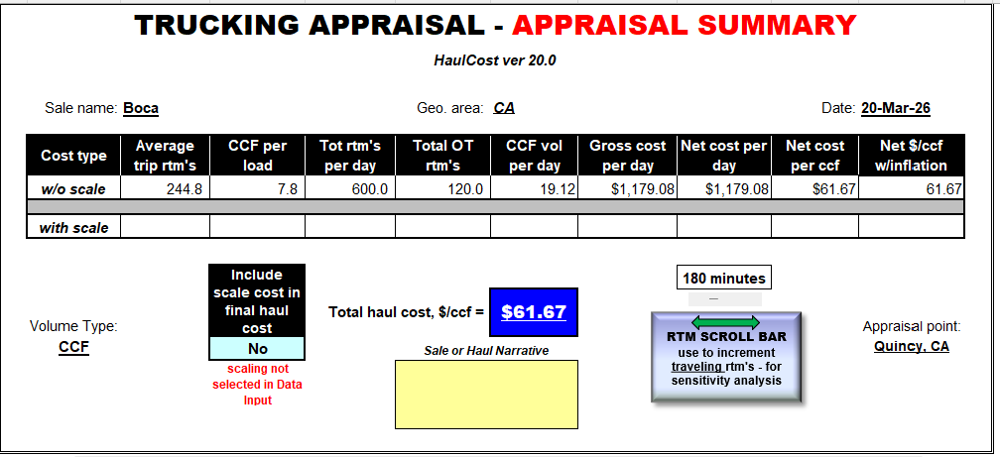 TRUCKING APPRAISAL - APPRAISAL SUMMARY
HaulCost ver 20.0
Sale name: Boca Geo. area: CA Date: 20-Mar-26
Cost type Average trip rtm's CCF per load Tot rtm's per day Total OT rtm's CCF vol per day Gross cost per day Net cost per day Net cost per ccf Net $/ccf w/inflation
w/o scale 244.8 7.8 600.0 120.0 19.12 $1,179.08 $1,179.08 $61.67 61.67
with scale
Volume Type:
CCF
Include
scale cost in
final haul
cost
No
scaling not
selected in Data
Input
Total haul cost, $/ccf = $61.67
Sale or Haul Narrative
180 minutes
RTM SCROLL BAR
use to increment
traveling rtm's - for
sensitivity analysis
Appraisal point:
Quincy, CA